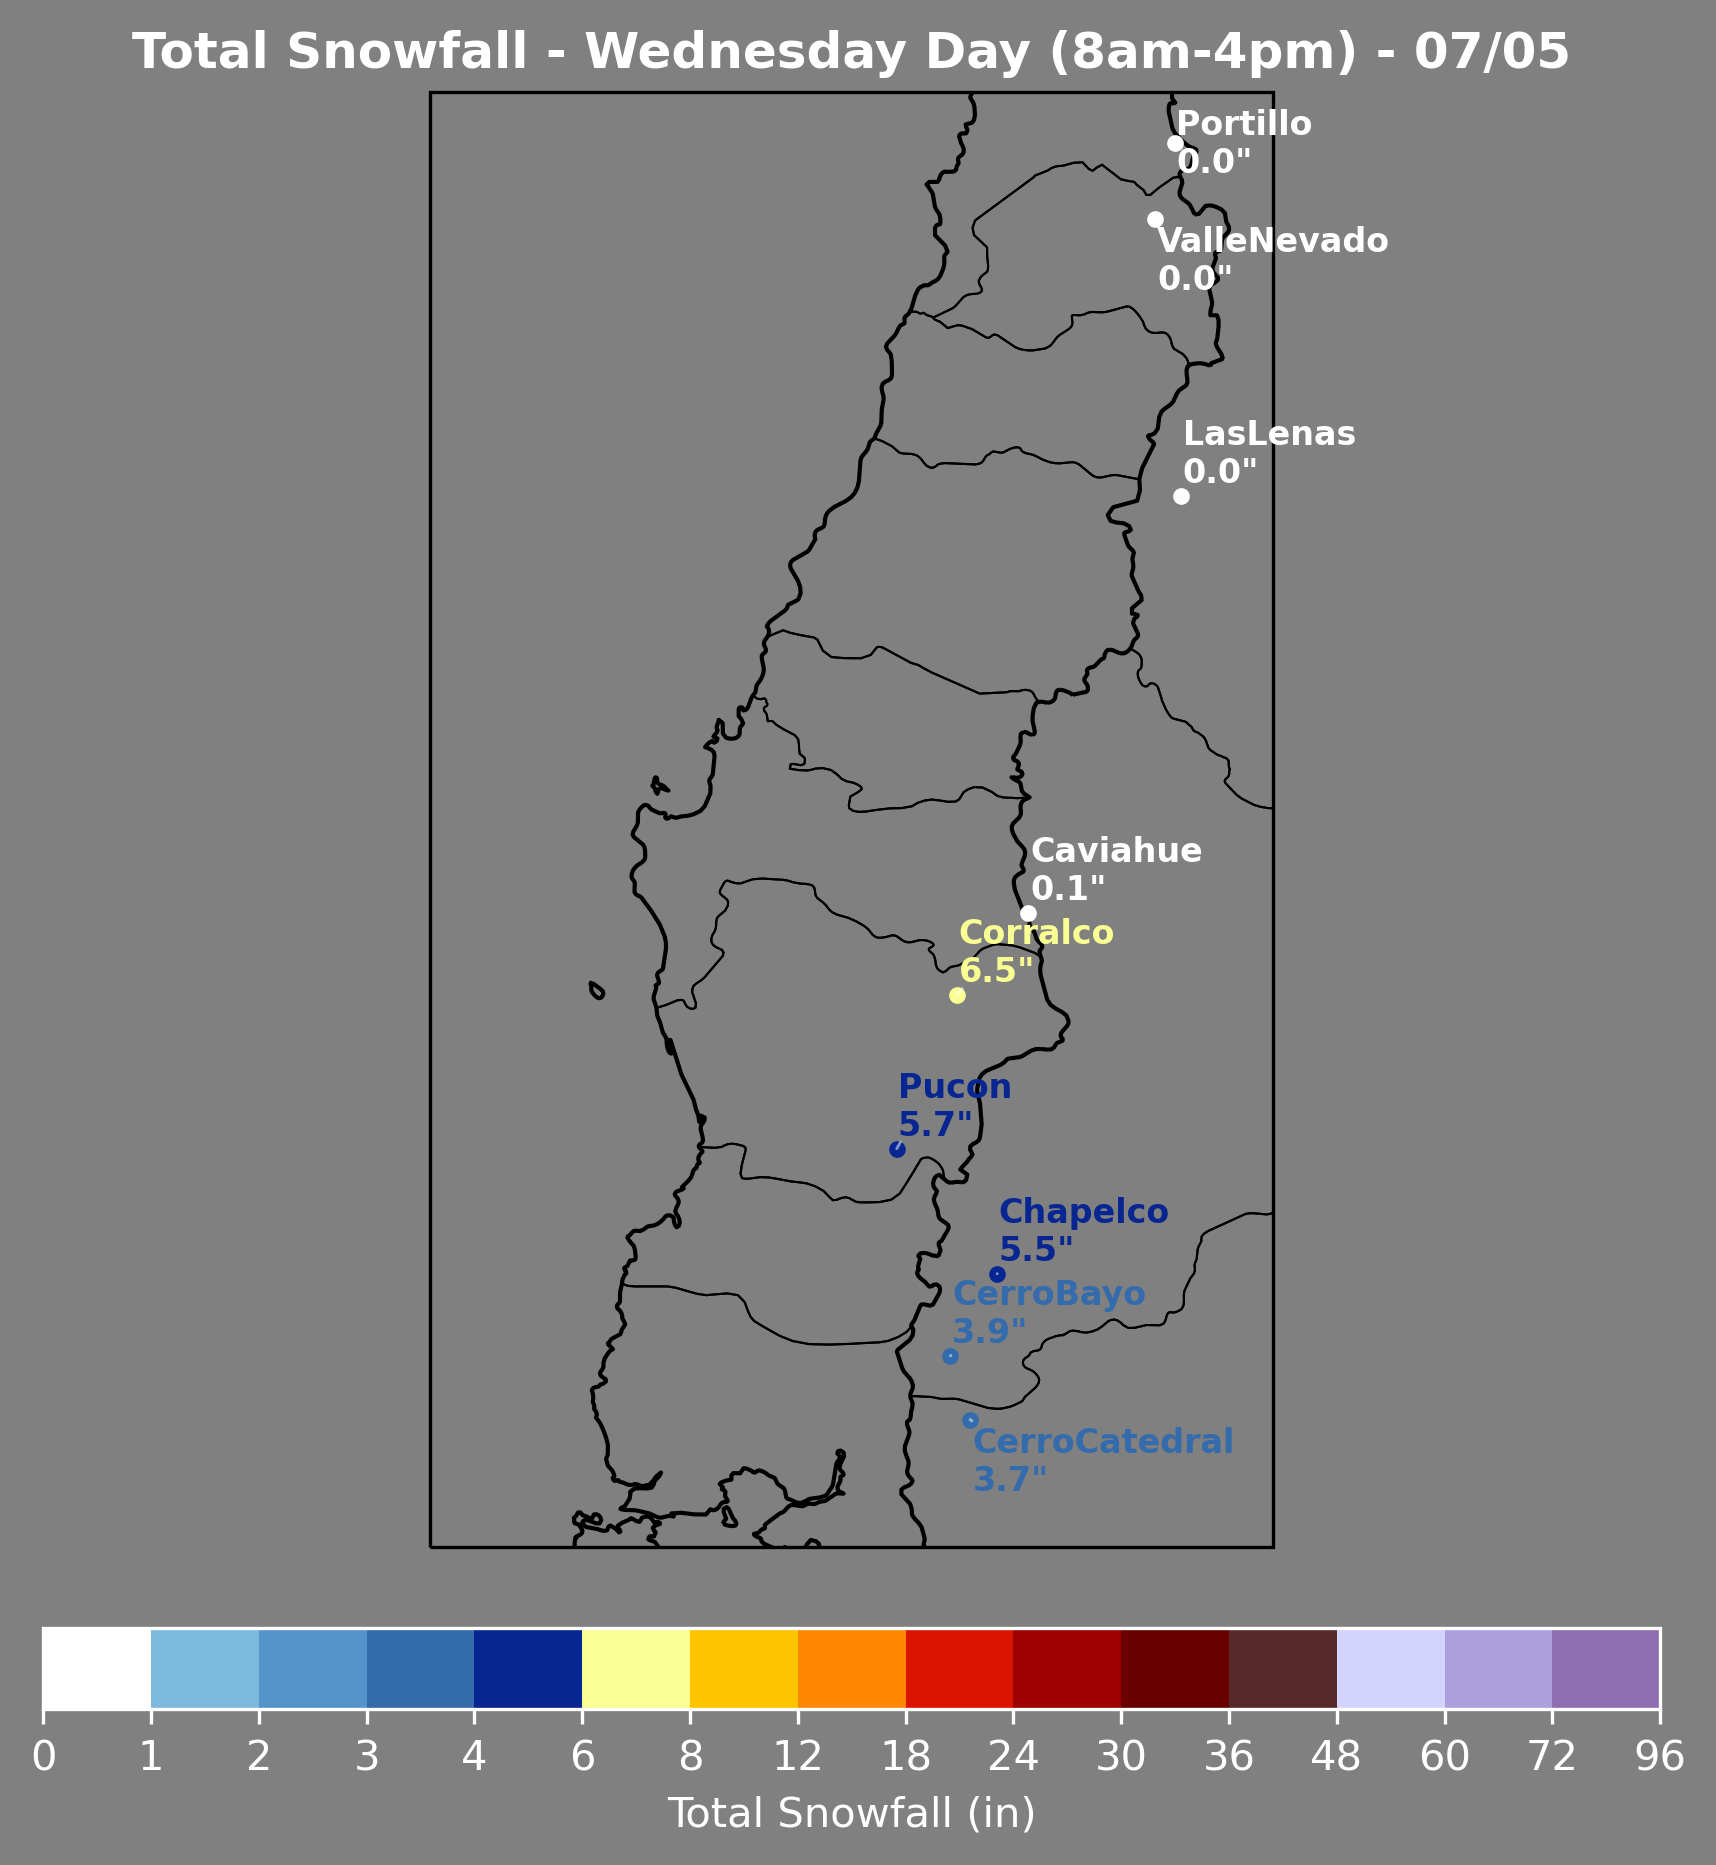 Total Snowfall - Wednesday Day (8am-4pm) - 07/05
Portillo
0.0"
ValleNevado
0.0"
LasLenas
0.0"
Caviahue
0.1"
Corralco
6.5"
Pucon
5.7"
Chapelco
5.5"
CerroBayo
3.9"
CerroCatedral
3.7"
0 1 2 3 4 6 8 12 18 24 30 36 48 60 72 96
Total Snowfall (in)